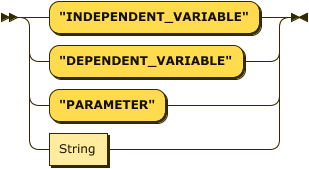 "INDEPENDENT_VARIABLE"
"DEPENDENT_VARIABLE"
"PARAMETER"
String